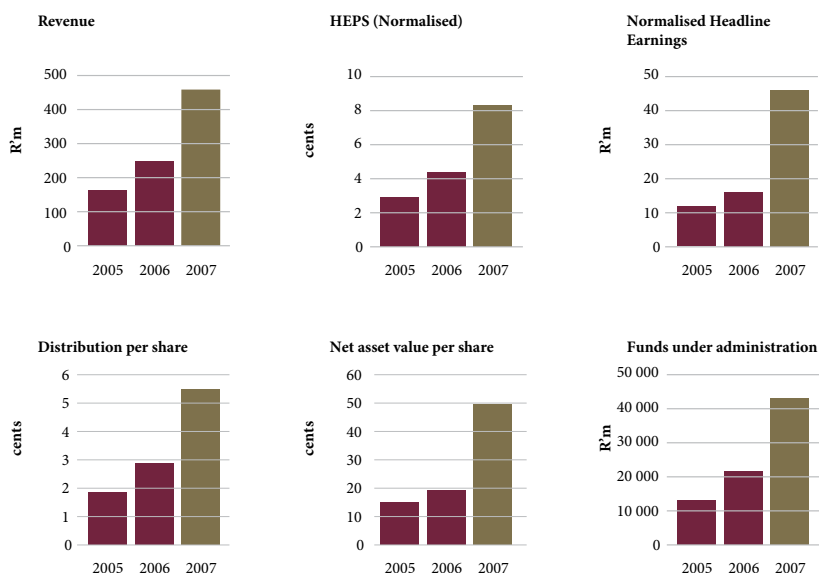 Revenue
R'm
500
400
300
200
100
0
2005 2006 2007
HEPS (Normalised)
cents
10
8
6
4
2
0
2005 2006 2007
Normalised Headline
Earnings
R'm
50
40
30
20
10
0
2005 2006 2007
Distribution per share
cents
6
5
4
3
2
1
0
2005 2006 2007
Net asset value per share
cents
60
50
40
30
20
10
0
2005 2006 2007
Funds under administration
R'm
50 000
40 000
30 000
20 000
10 000
0
2005 2006 2007